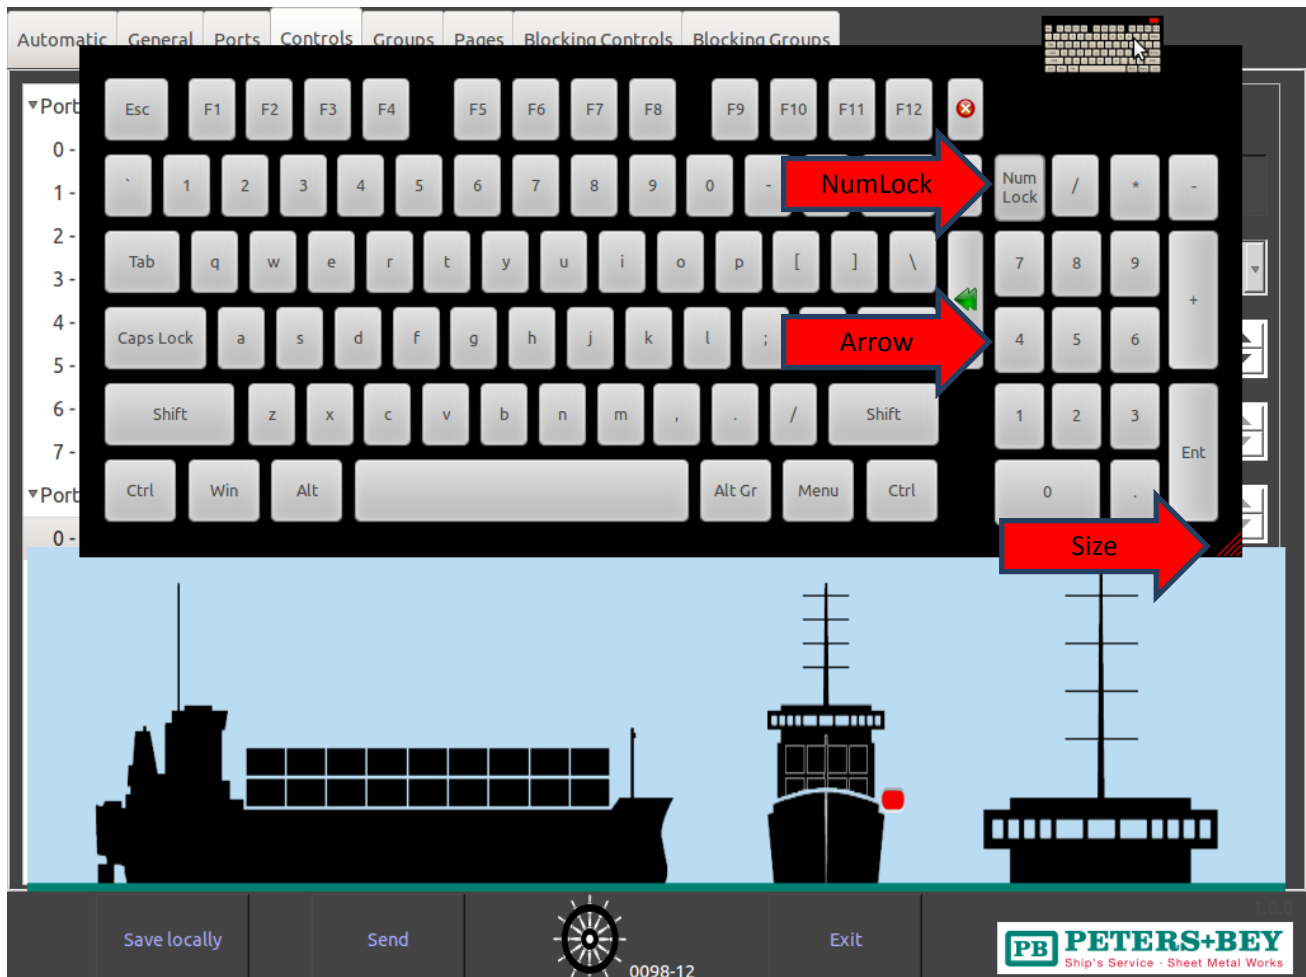 Automatic General Ports Controls Groups Pages Blocking Controls Blocking Groups
Port
Esc F1 F2 F3 F4 F5 F6 F7 F8 F9 F10 F11 F12
0 -
` 1 2 3 4 5 6 7 8 9 0 - NumLock Num Lock / * -
1 -
2 -
Tab q w e r t y u i o p [ ] \ 7 8 9 +
3 -
4 -
Caps Lock a s d f g h j k l ; Arrow 4 5 6
5 -
6 -
Shift z x c v b n m , . / Shift 1 2 3 Ent
7 -
Port
Ctrl Win Alt Alt Gr Menu Ctrl 0 .
0 -
Size
Save locally Send Exit
0098-12
1.0.0
PB PETERS+BEY
Ship's Service - Sheet Metal Works